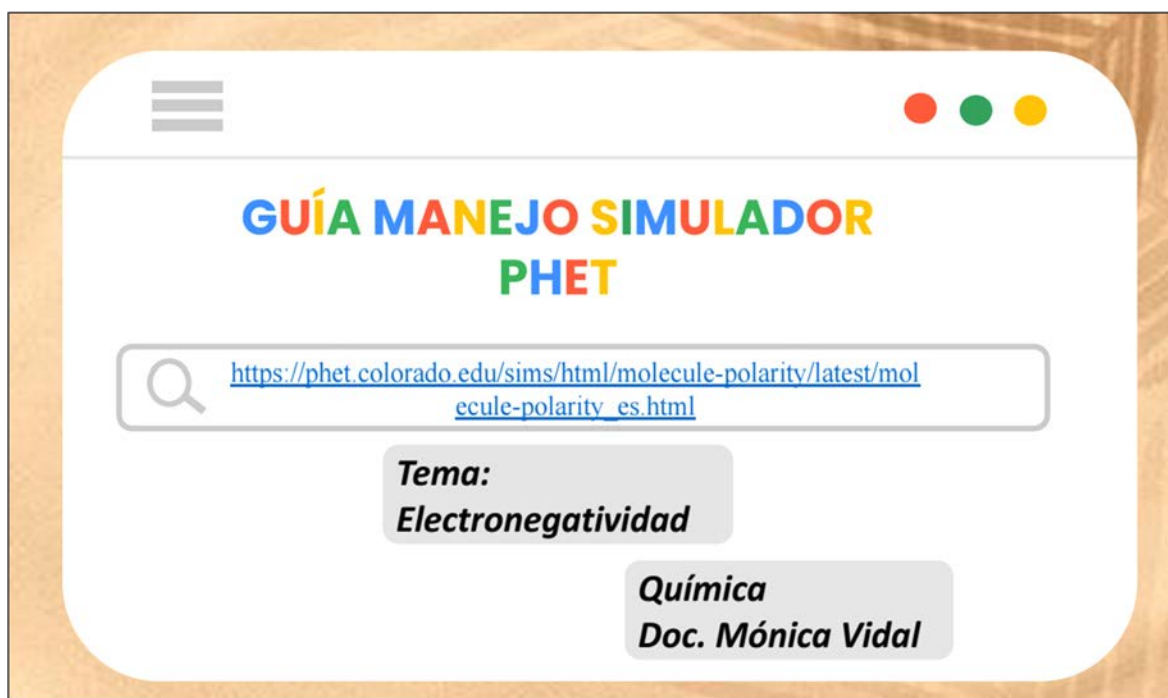 GUÍA MANEJO SIMULADOR
PHET
https://phet.colorado.edu/sims/html/molecule-polarity/latest/mol
ecule-polarity_es.html
Tema:
Electronegatividad
Química
Doc. Mónica Vidal